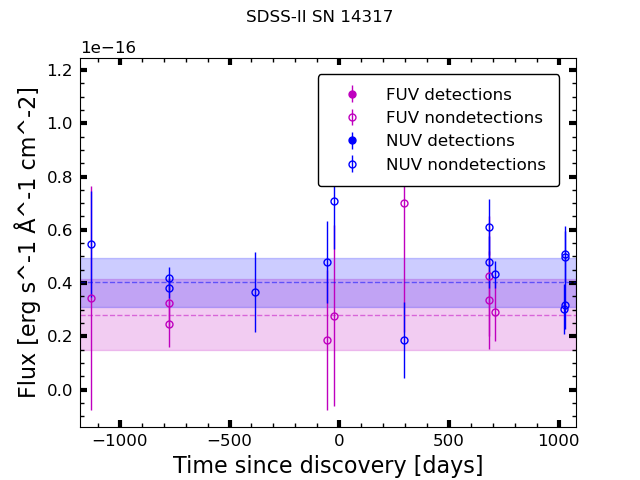 SDSS-II SN 14317
1e−16
1.2
1.0
0.8
0.6
0.4
0.2
0.0
Flux [erg s^-1 Å^-1 cm^-2]
FUV detections
FUV nondetections
NUV detections
NUV nondetections
−1000
−500
0
500
1000
Time since discovery [days]